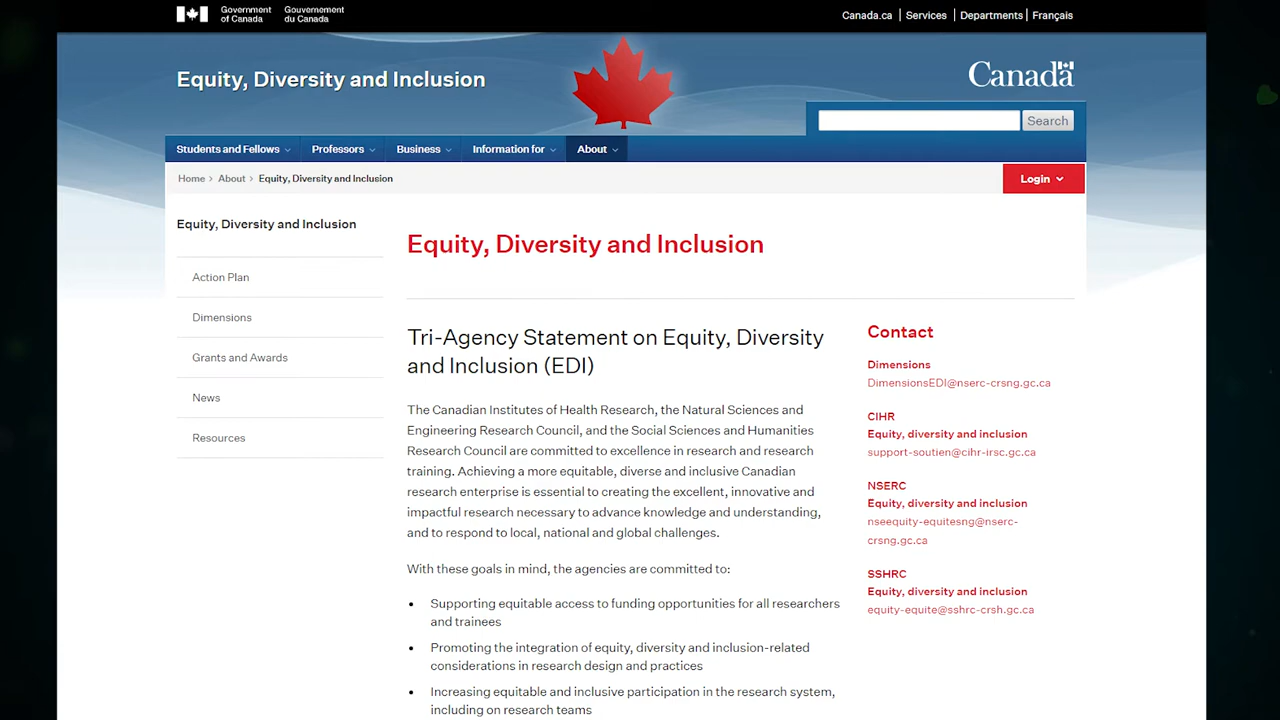 Government of Canada
Gouvernement du Canada
Canada.ca | Services | Departments | Français
Equity, Diversity and Inclusion
Canada
Search
Students and Fellows
Professors
Business
Information for
About
Home > About > Equity, Diversity and Inclusion
Login
Equity, Diversity and Inclusion
Action Plan
Dimensions
Grants and Awards
News
Resources
Equity, Diversity and Inclusion
Tri-Agency Statement on Equity, Diversity
and Inclusion (EDI)
The Canadian Institutes of Health Research, the Natural Sciences and
Engineering Research Council, and the Social Sciences and Humanities
Research Council are committed to excellence in research and research
training. Achieving a more equitable, diverse and inclusive Canadian
research enterprise is essential to creating the excellent, innovative and
impactful research necessary to advance knowledge and understanding,
and to respond to local, national and global challenges.
With these goals in mind, the agencies are committed to:
• Supporting equitable access to funding opportunities for all researchers
and trainees
• Promoting the integration of equity, diversity and inclusion-related
considerations in research design and practices
• Increasing equitable and inclusive participation in the research system,
including on research teams
Contact
Dimensions
DimensionsEDI@nserc-crsng.gc.ca
CIHR
Equity, diversity and inclusion
support-soutien@cihr-irsc.gc.ca
NSERC
Equity, diversity and inclusion
nseequity-equitesng@nserc-
crsng.gc.ca
SSHRC
Equity, diversity and inclusion
equity-equite@sshrc-crsh.gc.ca